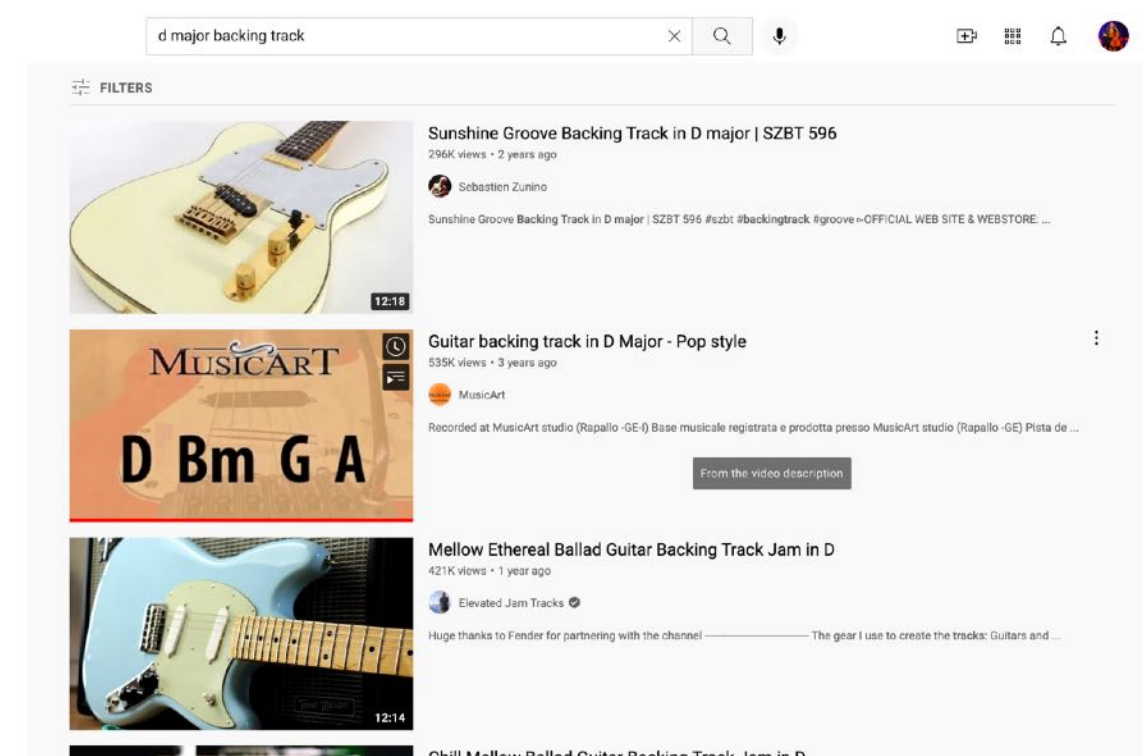 d major backing track
FILTERS
Sunshine Groove Backing Track in D major | SZBT 596
296K views • 2 years ago
Sebastien Zunino
Sunshine Groove Backing Track in D major | SZBT 596 #szbt #backingtrack #groove ▻OFFICIAL WEB SITE & WEBSTORE: ...
12:18
MUSICART
D Bm G A
Guitar backing track in D Major - Pop style
535K views • 3 years ago
MusicArt
Recorded at MusicArt studio (Rapallo -GE-I) Base musicale registrata e prodotta presso MusicArt studio (Rapallo -GE) Pista de ...
From the video description
Mellow Ethereal Ballad Guitar Backing Track Jam in D
421K views • 1 year ago
Elevated Jam Tracks
Huge thanks to Fender for partnering with the channel ———————————— The gear I use to create the tracks: Guitars and ...
12:14
Chill Mellow Ballad Guitar Backing Track Jam in D